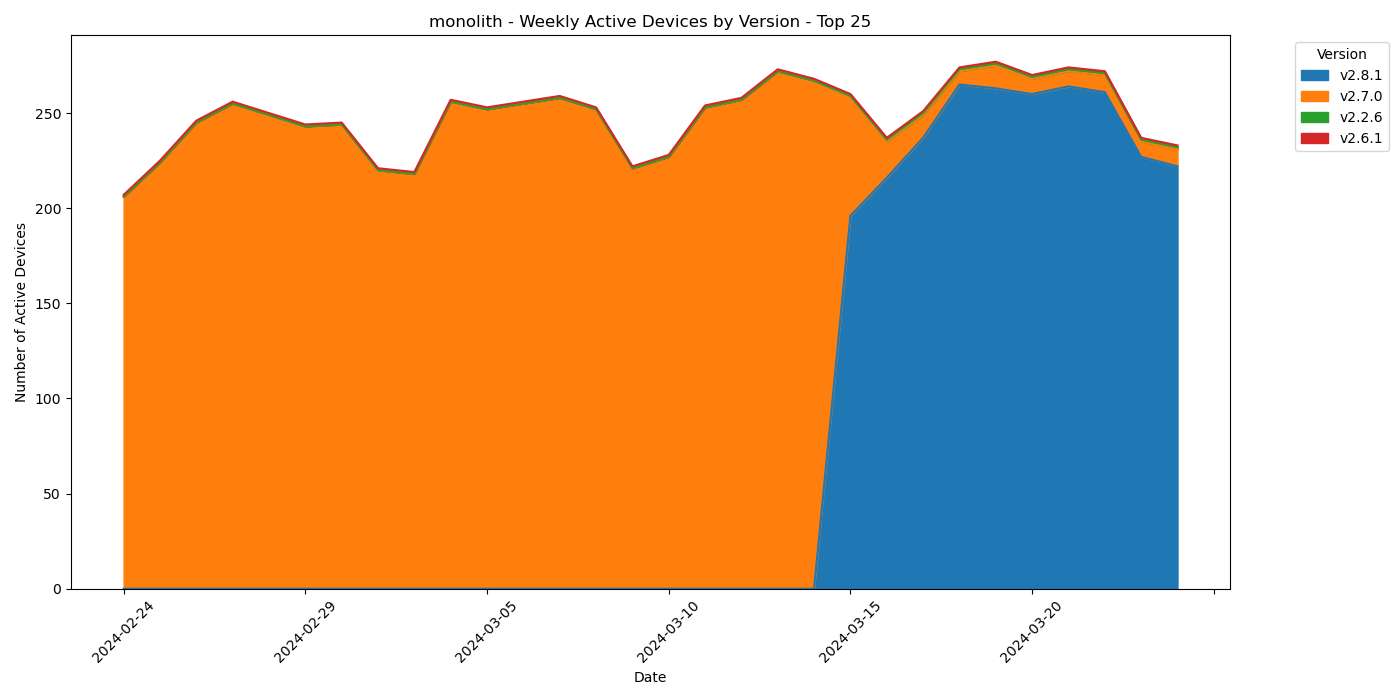 monolith - Weekly Active Devices by Version - Top 25
Version
v2.8.1
v2.7.0
v2.2.6
v2.6.1
Number of Active Devices
250
200
150
100
50
0
2024-02-24
2024-02-29
2024-03-05
2024-03-10
2024-03-15
2024-03-20
Date